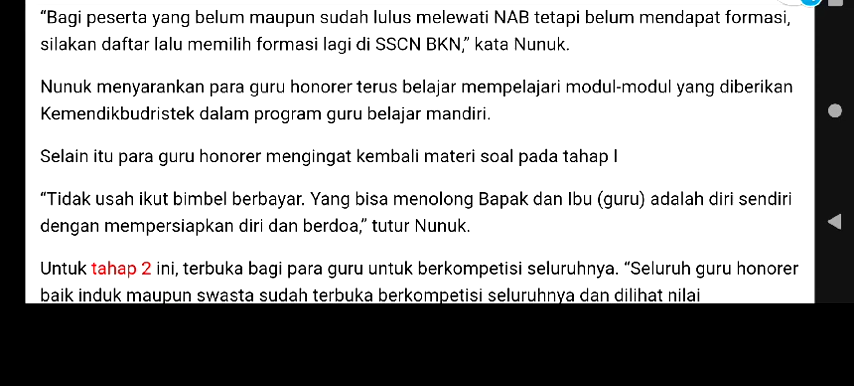 “Bagi peserta yang belum maupun sudah lulus melewati NAB tetapi belum mendapat formasi,
silakan daftar lalu memilih formasi lagi di SSCN BKN,” kata Nunuk.
Nunuk menyarankan para guru honorer terus belajar mempelajari modul-modul yang diberikan
Kemendikbudristek dalam program guru belajar mandiri.
Selain itu para guru honorer mengingat kembali materi soal pada tahap I
“Tidak usah ikut bimbel berbayar. Yang bisa menolong Bapak dan Ibu (guru) adalah diri sendiri
dengan mempersiapkan diri dan berdoa,” tutur Nunuk.
Untuk tahap 2 ini, terbuka bagi para guru untuk berkompetisi seluruhnya. “Seluruh guru honorer
baik induk maupun swasta sudah terbuka berkompetisi seluruhnya dan dilihat nilai